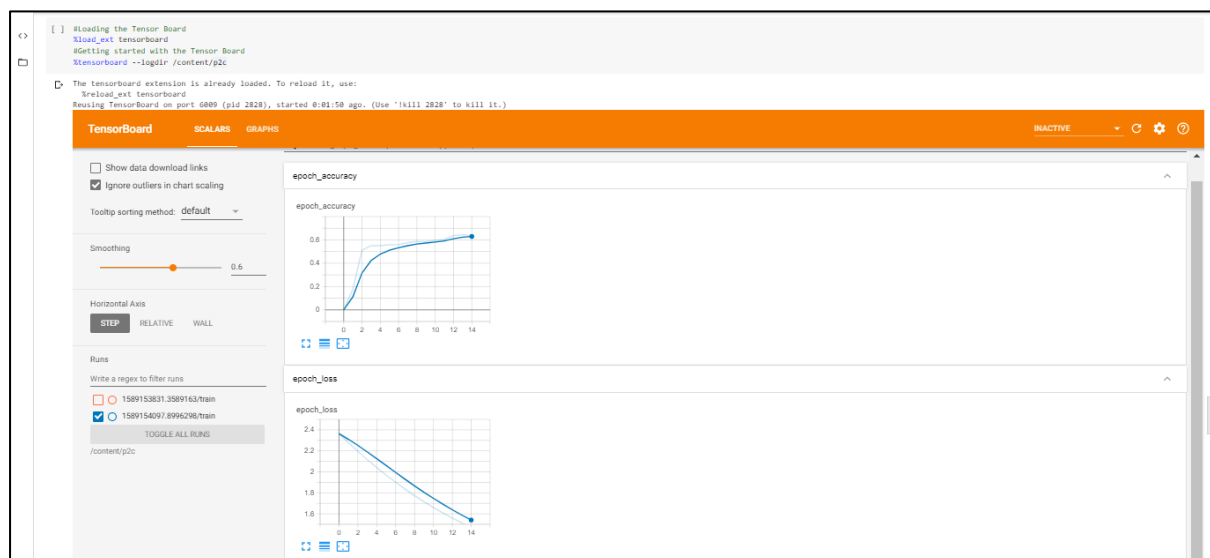 [ ] #Loading the Tensor Board
%load_ext tensorboard
#Getting started with the Tensor Board
%tensorboard --logdir /content/p2c
The tensorboard extension is already loaded. To reload it, use:
%reload_ext tensorboard
Reusing TensorBoard on port 6009 (pid 2828), started 0:01:50 ago. (Use '!kill 2828' to kill it.)
TensorBoard SCALARS GRAPHS INACTIVE
Show data download links
Ignore outliers in chart scaling
Tooltip sorting method: default
Smoothing
0.6
Horizontal Axis
STEP RELATIVE WALL
Runs
Write a regex to filter runs
1589153831.3589163/train
1589154097.8996298/train
TOGGLE ALL RUNS
/content/p2c
epoch_accuracy
epoch_accuracy
0.6
0.4
0.2
0
0 2 4 6 8 10 12 14
epoch_loss
epoch_loss
2.4
2.2
2
1.8
1.6
0 2 4 6 8 10 12 14